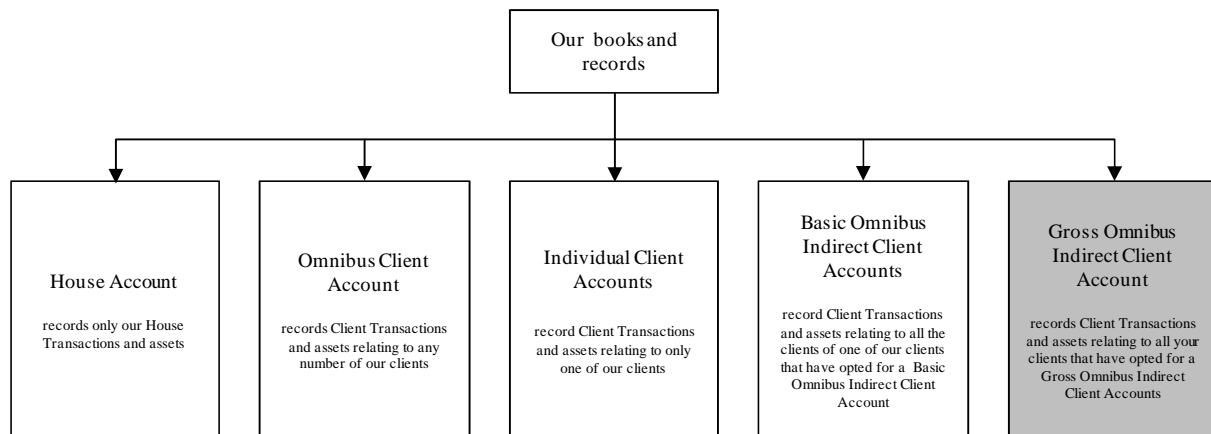 Our books and
records
House Account
records only our House
Transactions and assets
Omnibus Client
Account
records Client Transactions
and assets relating to any
number of our clients
Individual Client
Accounts
record Client Transactions
and assets relating to only
one of our clients
Basic Omnibus
Indirect Client
Accounts
record Client Transactions
and assets relating to all the
clients of one of our clients
that have opted for a Basic
Omnibus Indirect Client
Account
Gross Omnibus
Indirect Client
Account
records Client Transactions
and assets relating to all your
clients that have opted for a
Gross Omnibus Indirect
Client Accounts